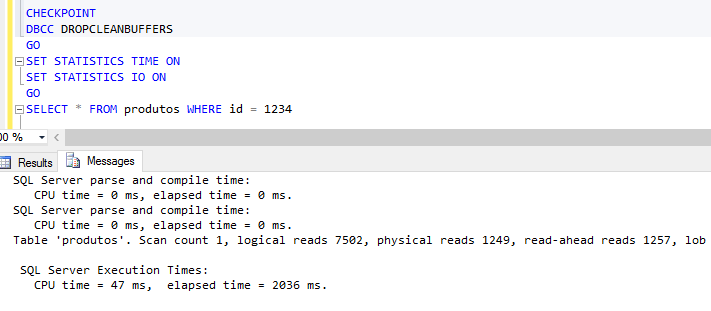 CHECKPOINT
DBCC DROPCLEANBUFFERS
GO
SET STATISTICS TIME ON
SET STATISTICS IO ON
GO
SELECT * FROM produtos WHERE id = 1234
00 %
Results Messages
SQL Server parse and compile time:
CPU time = 0 ms, elapsed time = 0 ms.
SQL Server parse and compile time:
CPU time = 0 ms, elapsed time = 0 ms.
Table 'produtos'. Scan count 1, logical reads 7502, physical reads 1249, read-ahead reads 1257, lob
SQL Server Execution Times:
CPU time = 47 ms, elapsed time = 2036 ms.